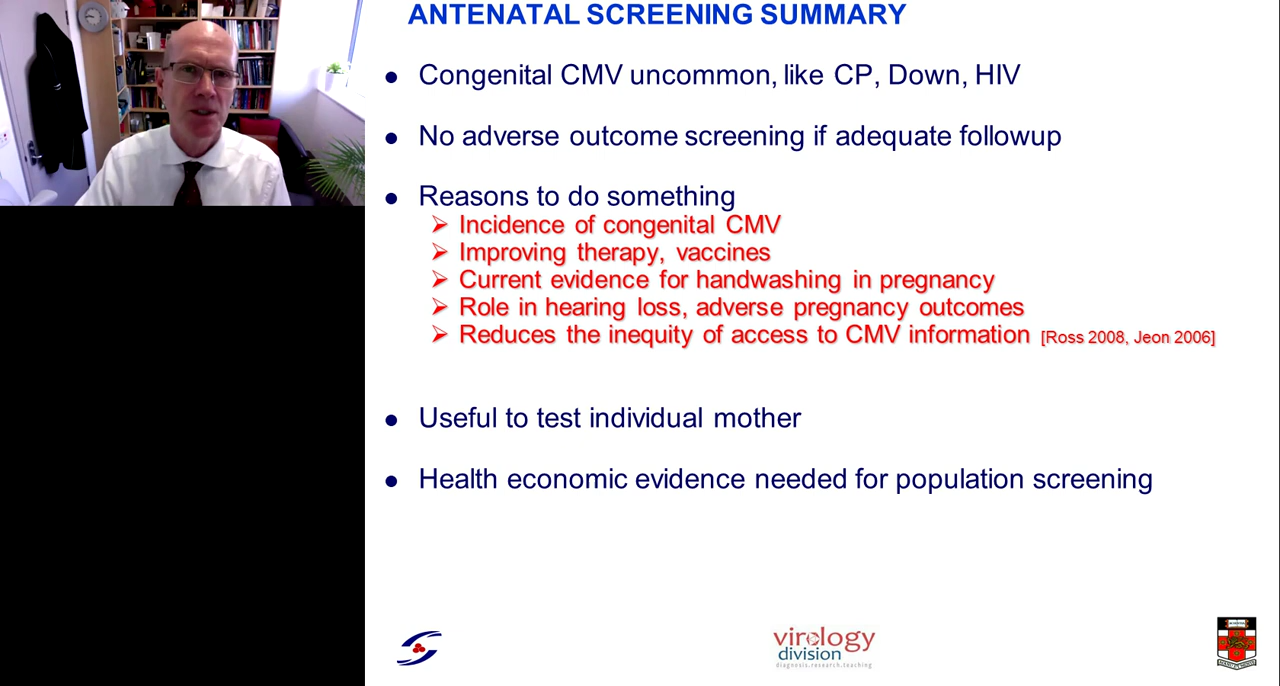 ANTENATAL SCREENING SUMMARY
Congenital CMV uncommon, like CP, Down, HIV
No adverse outcome screening if adequate followup
Reasons to do something
Incidence of congenital CMV
Improving therapy, vaccines
Current evidence for handwashing in pregnancy
Role in hearing loss, adverse pregnancy outcomes
Reduces the inequity of access to CMV information [Ross 2008, Jeon 2006]
Useful to test individual mother
Health economic evidence needed for population screening
virology
division
diagnosis.research.teaching